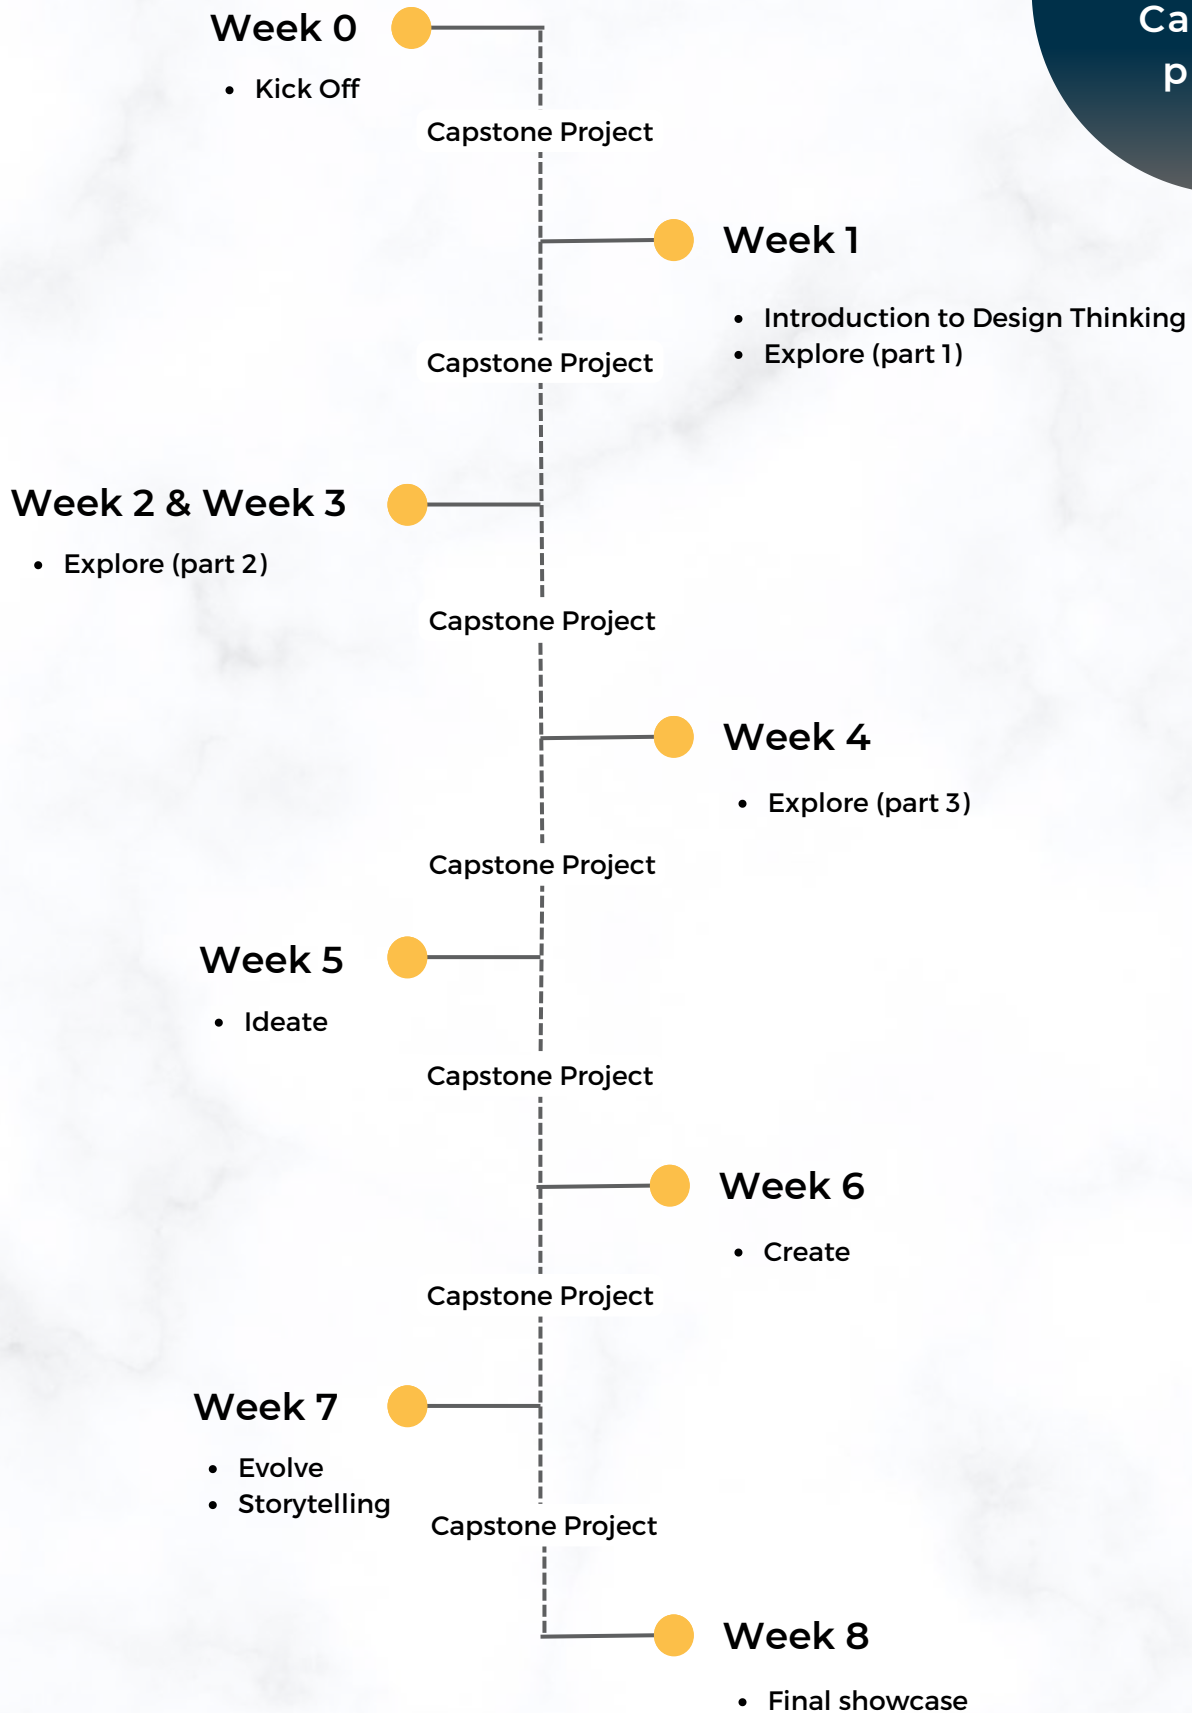 Week 0
• Kick Off
Capstone Project
Week 1
• Introduction to Design Thinking
• Explore (part 1)
Capstone Project
Week 2 & Week 3
• Explore (part 2)
Capstone Project
Week 4
• Explore (part 3)
Capstone Project
Week 5
• Ideate
Capstone Project
Week 6
• Create
Capstone Project
Week 7
• Evolve
• Storytelling
Capstone Project
Week 8
• Final showcase